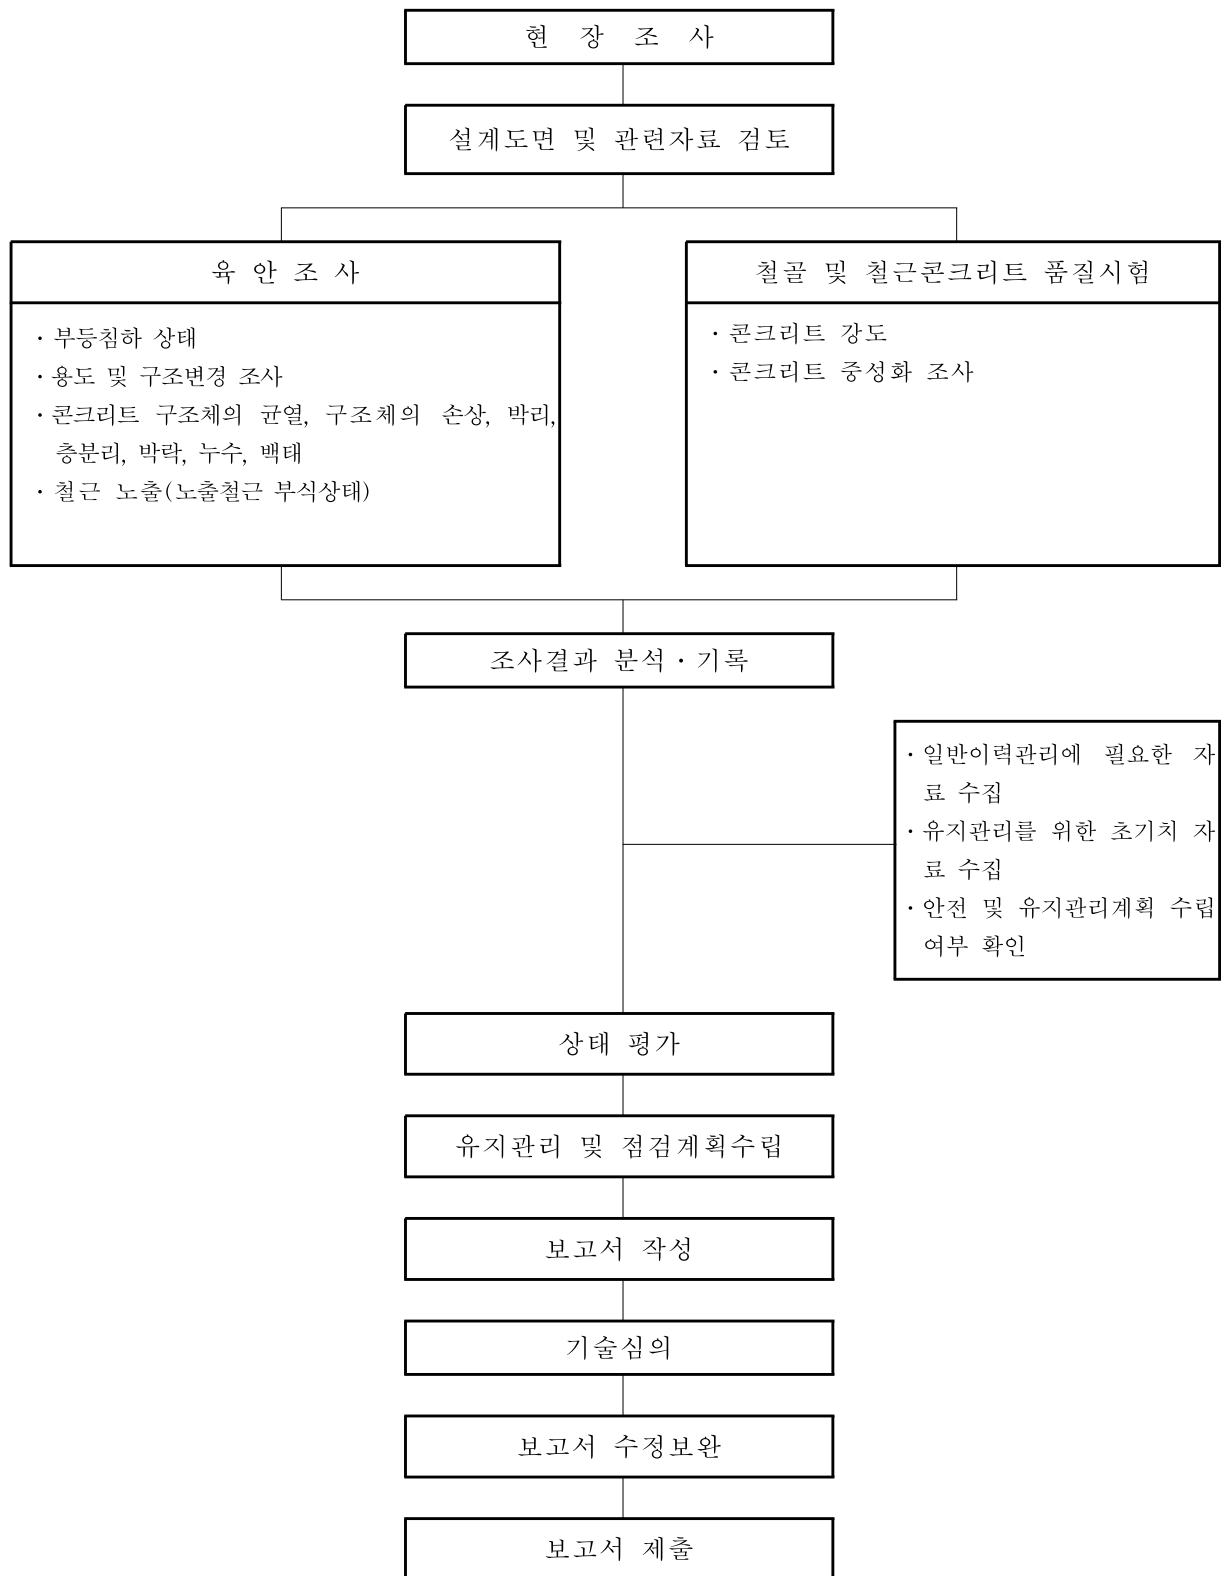 현 장 조 사
설계도면 및 관련자료 검토
육 안 조 사
· 부등침하 상태
· 용도 및 구조변경 조사
· 콘크리트 구조체의 균열, 구조체의 손상, 박리,
층분리, 박락, 누수, 백태
· 철근 노출(노출철근 부식상태)
철골 및 철근콘크리트 품질시험
· 콘크리트 강도
· 콘크리트 중성화 조사
조사결과 분석 · 기록
· 일반이력관리에 필요한 자
료 수집
· 유지관리를 위한 초기치 자
료 수집
· 안전 및 유지관리계획 수립
여부 확인
상태 평가
유지관리 및 점검계획수립
보고서 작성
기술심의
보고서 수정보완
보고서 제출